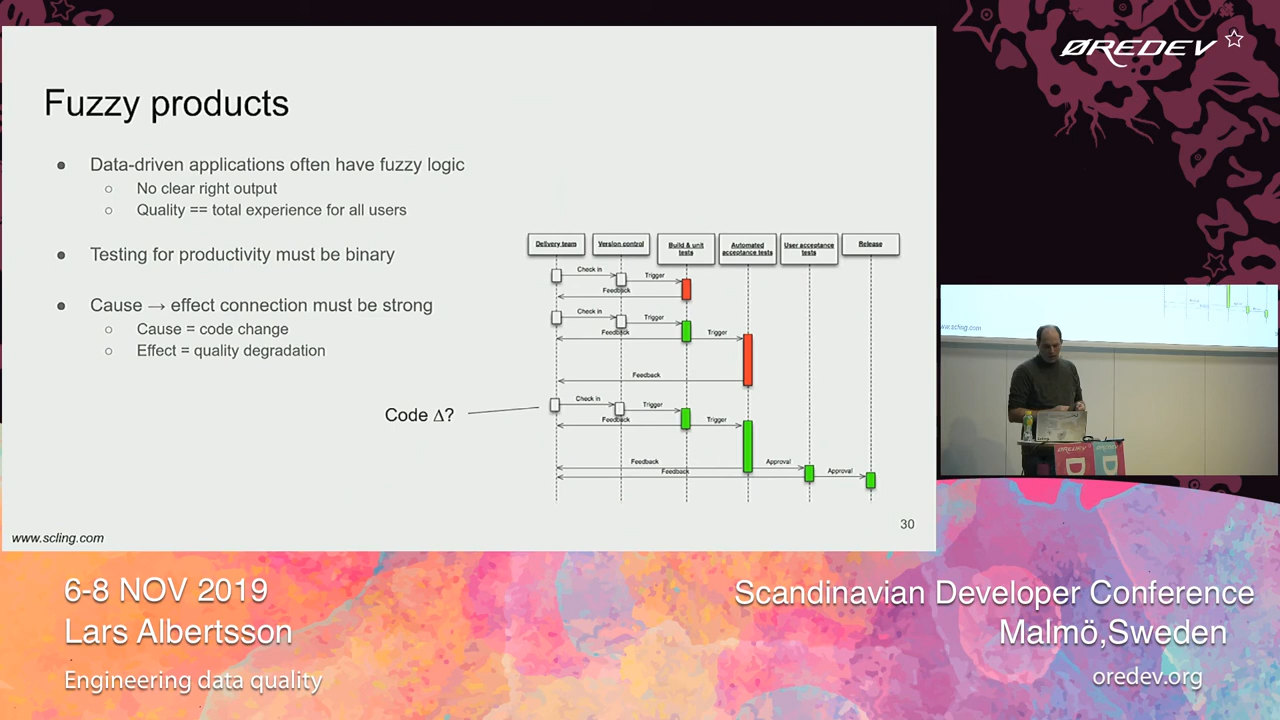 ØREDEV
Fuzzy products
● Data-driven applications often have fuzzy logic
○ No clear right output
○ Quality == total experience for all users
● Testing for productivity must be binary
● Cause → effect connection must be strong
○ Cause = code change
○ Effect = quality degradation
Code Δ?
Delivery team
Version control
Build & unit
tests
Automated
acceptance tests
User acceptance
tests
Release
Check in
Trigger
Feedback
Check in
Trigger
Feedback
Trigger
Feedback
Check in
Trigger
Feedback
Trigger
Feedback
Approval
Feedback
Approval
30
www.scling.com
6-8 NOV 2019
Lars Albertsson
Engineering data quality
Scandinavian Developer Conference
Malmö,Sweden
oredev.org